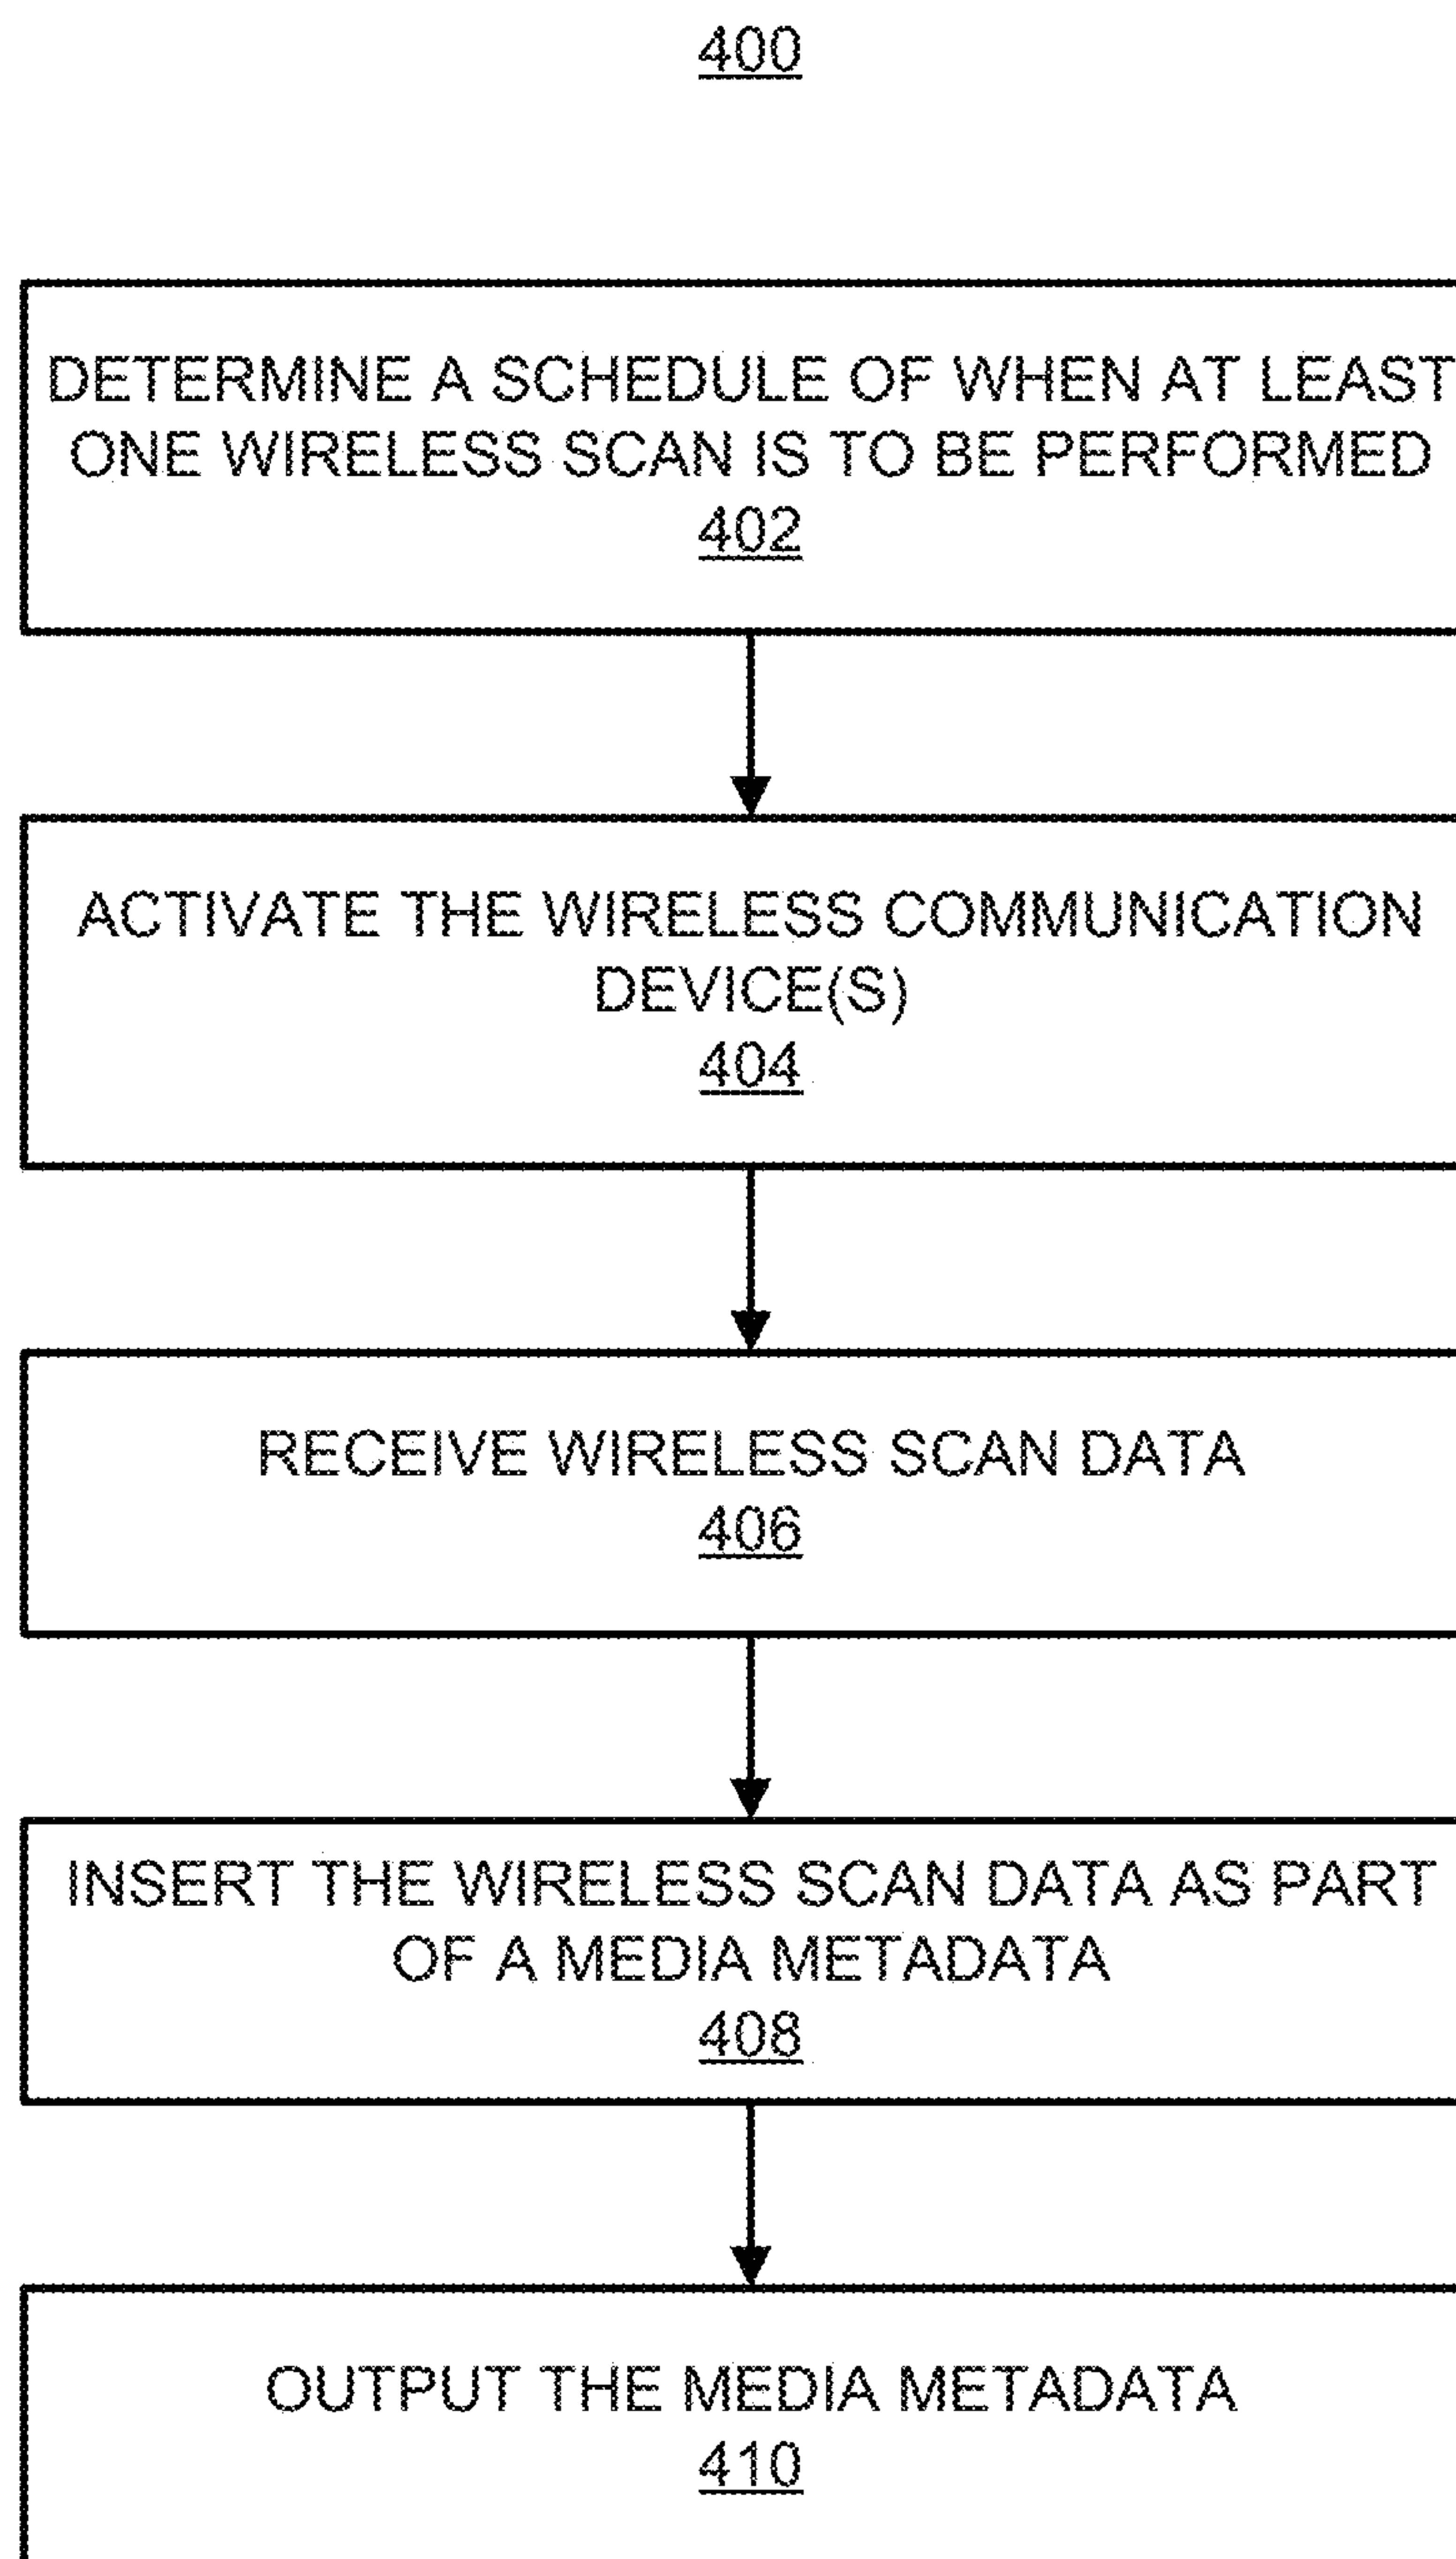 400
DETERMINE A SCHEDULE OF WHEN AT LEAST
ONE WIRELESS SCAN IS TO BE PERFORMED
402
ACTIVATE THE WIRELESS COMMUNICATION
DEVICE(S)
404
RECEIVE WIRELESS SCAN DATA
406
INSERT THE WIRELESS SCAN DATA AS PART
OF A MEDIA METADATA
408
OUTPUT THE MEDIA METADATA
410